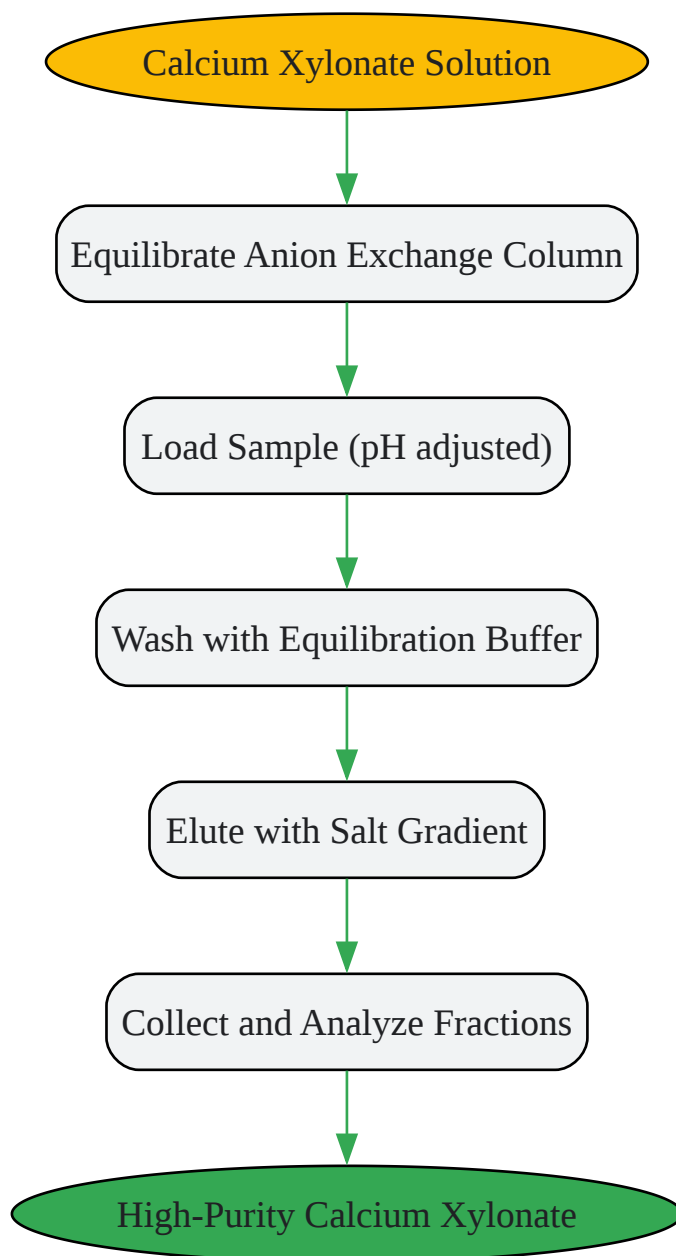 Calcium Xylonate Solution
Equilibrate Anion Exchange Column
Load Sample (pH adjusted)
Wash with Equilibration Buffer
Elute with Salt Gradient
Collect and Analyze Fractions
High-Purity Calcium Xylonate